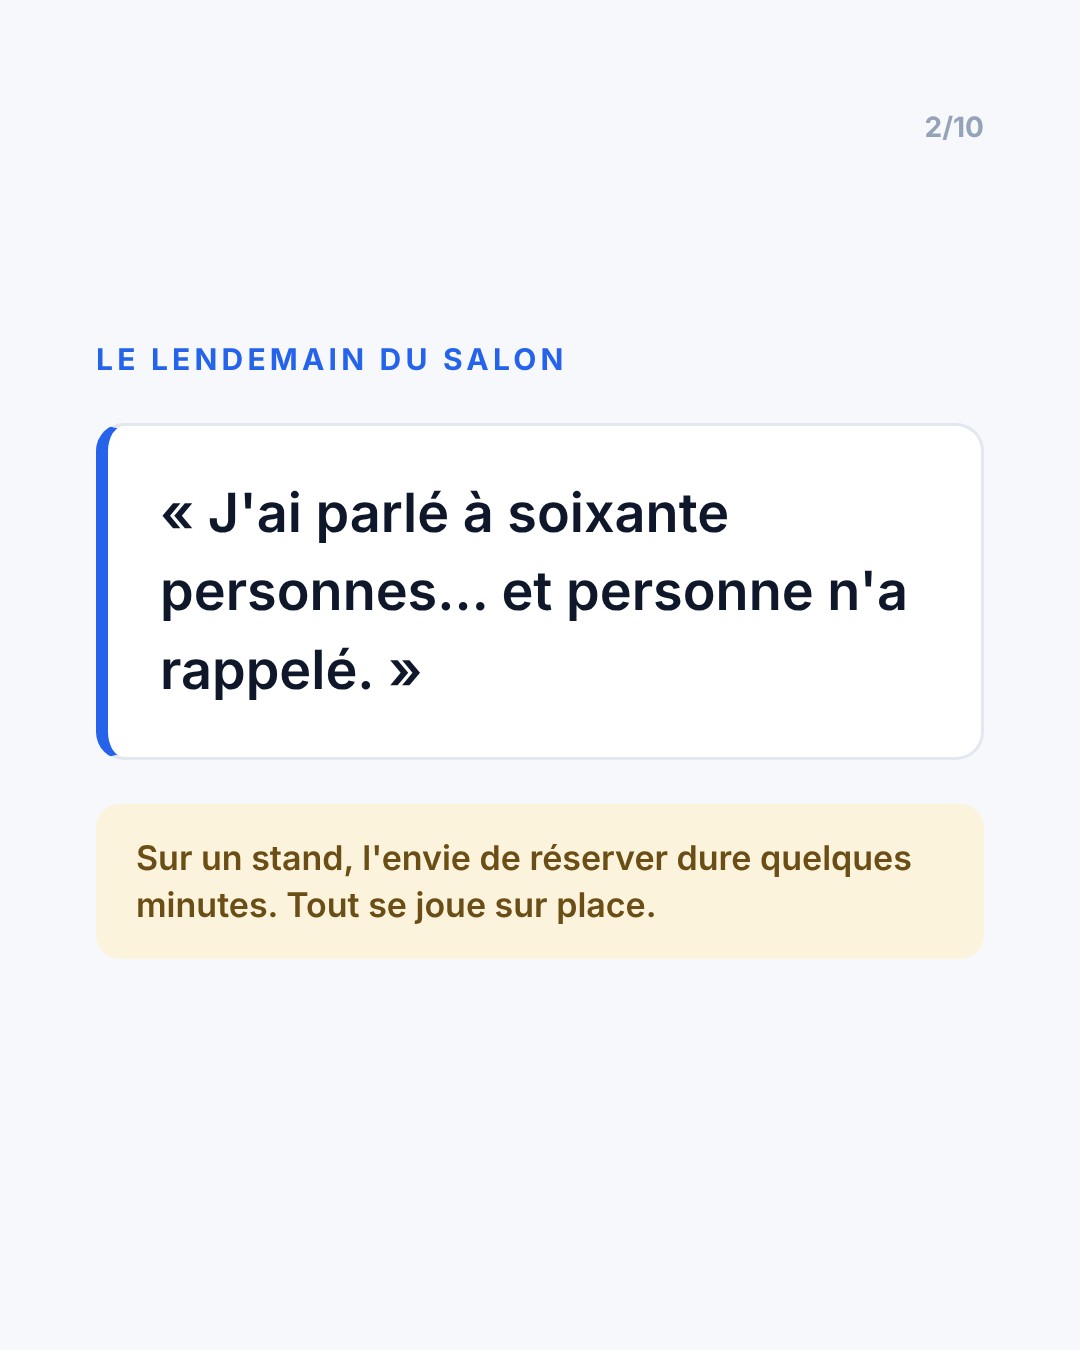 2/10
LE LENDEMAIN DU SALON
« J'ai parlé à soixante
personnes... et personne n'a
rappelé. »
Sur un stand, l'envie de réserver dure quelques
minutes. Tout se joue sur place.